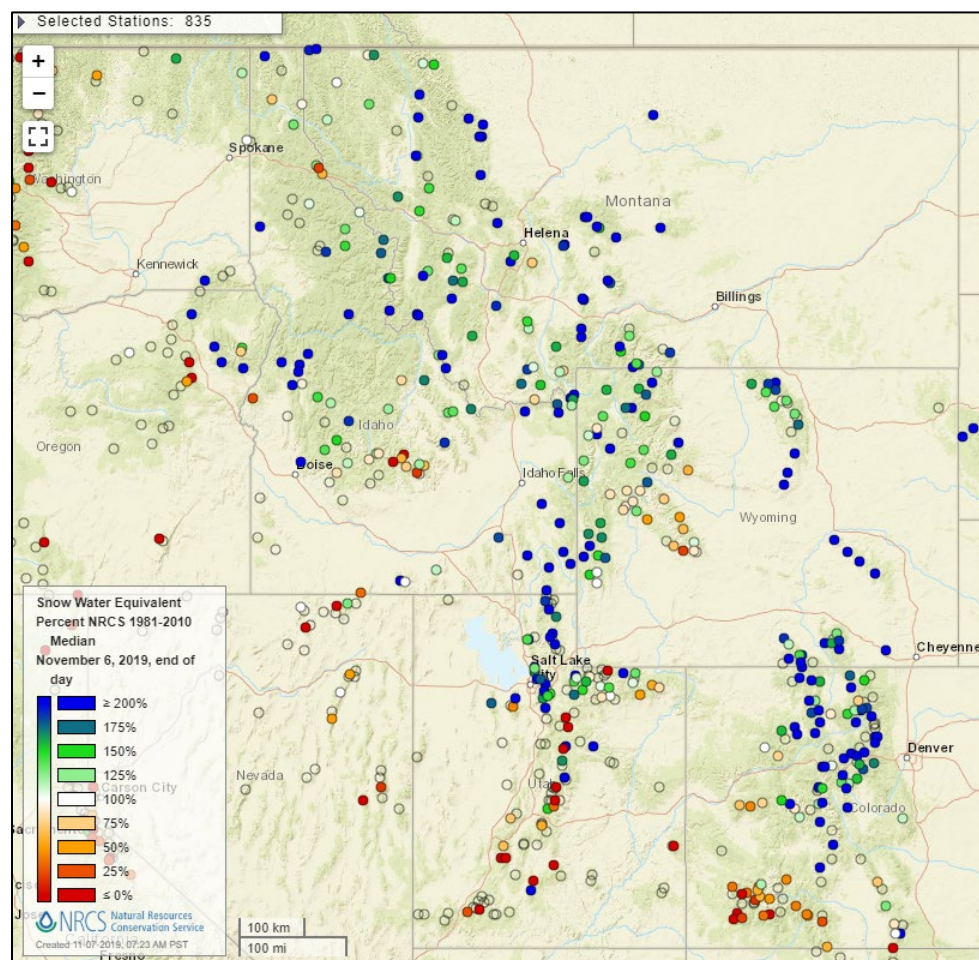 Selected Stations: 835
+
−
Spokane
Washington
Montana
Helena
Kennewick
Billings
Oregon
Idaho
Boise
Idaho Falls
Wyoming
Snow Water Equivalent
Percent NRCS 1981-2010
Median
November 6, 2019, end of
day
≥ 200%
175%
150%
125%
100%
75%
50%
25%
≤ 0%
Cheyenne
Salt Lake
City
Nevada
Denver
Carson City
Utah
Colorado
NRCS
Natural Resources
Conservation Service
Created 11-07-2019, 07:23 AM PST
California
Fresno
100 km
100 mi